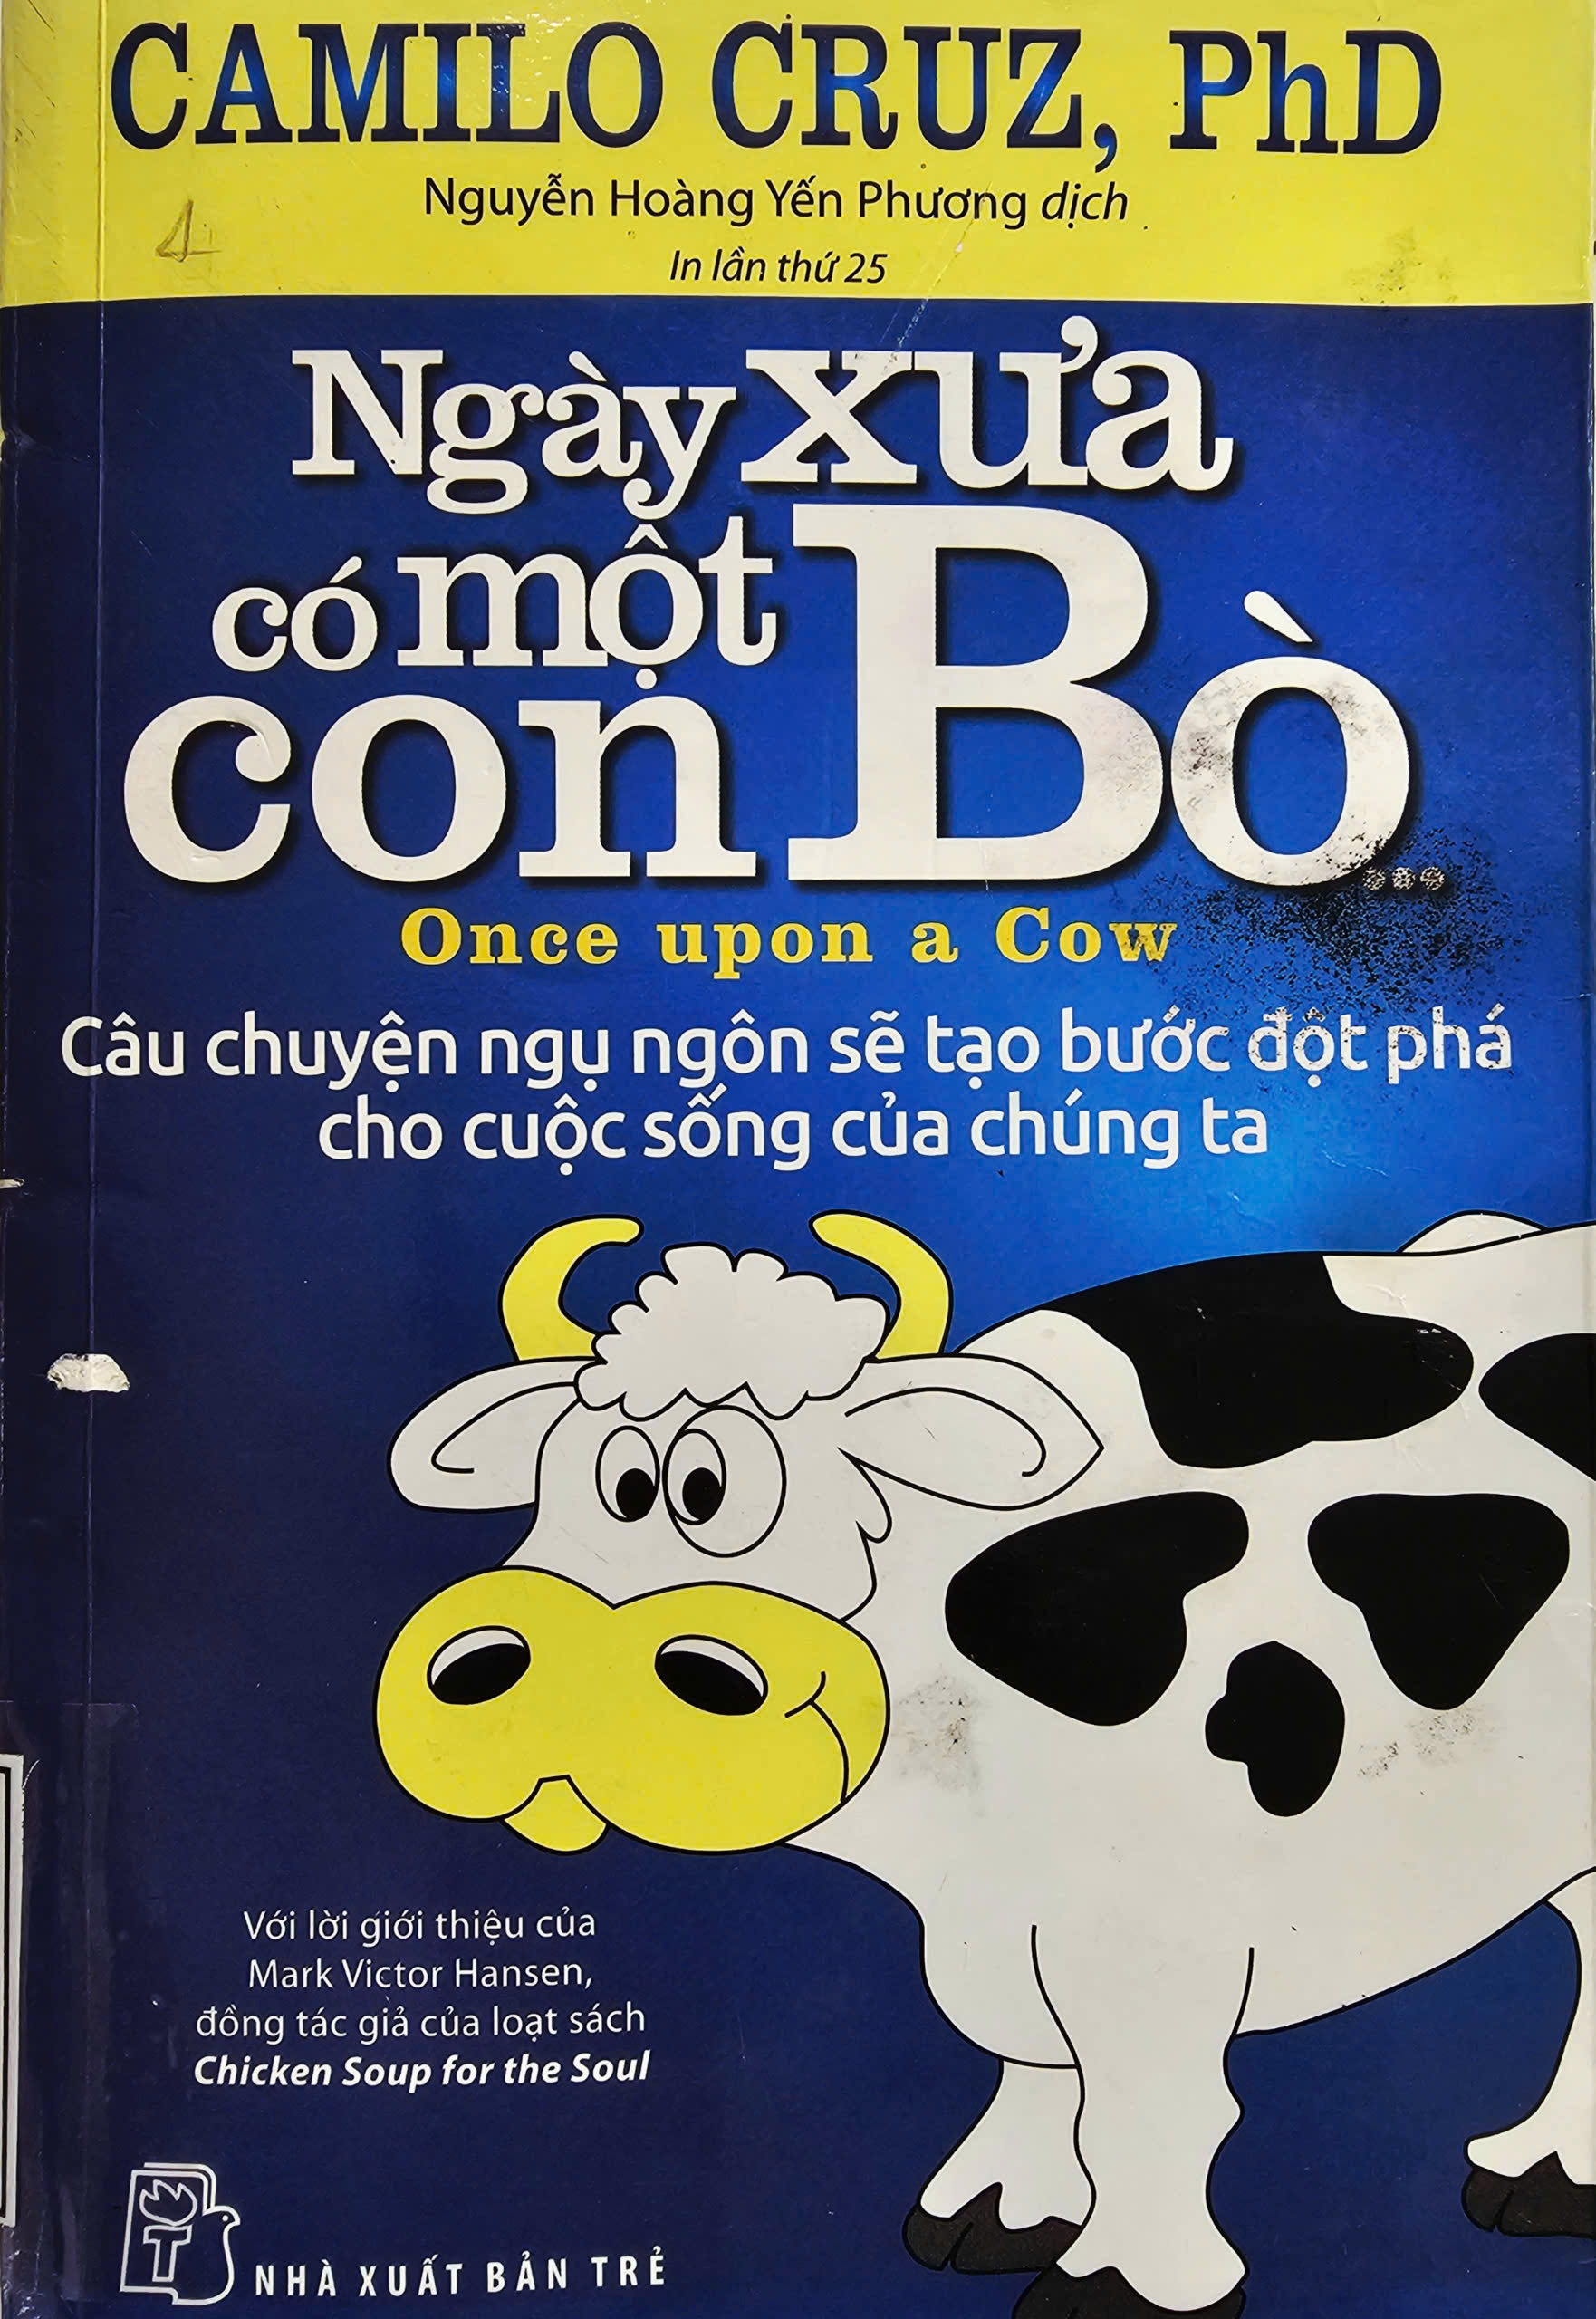 CAMILO CRUZ, PhD
Nguyễn Hoàng Yến Phương dịch
In lần thứ 25
Ngày xưa
có một
con Bò...
Once upon a Cow
Câu chuyện ngụ ngôn sẽ tạo bước đột phá
cho cuộc sống của chúng ta
Với lời giới thiệu của
Mark Victor Hansen,
đồng tác giả của loạt sách
Chicken Soup for the Soul
NHÀ XUẤT BẢN TRẺ